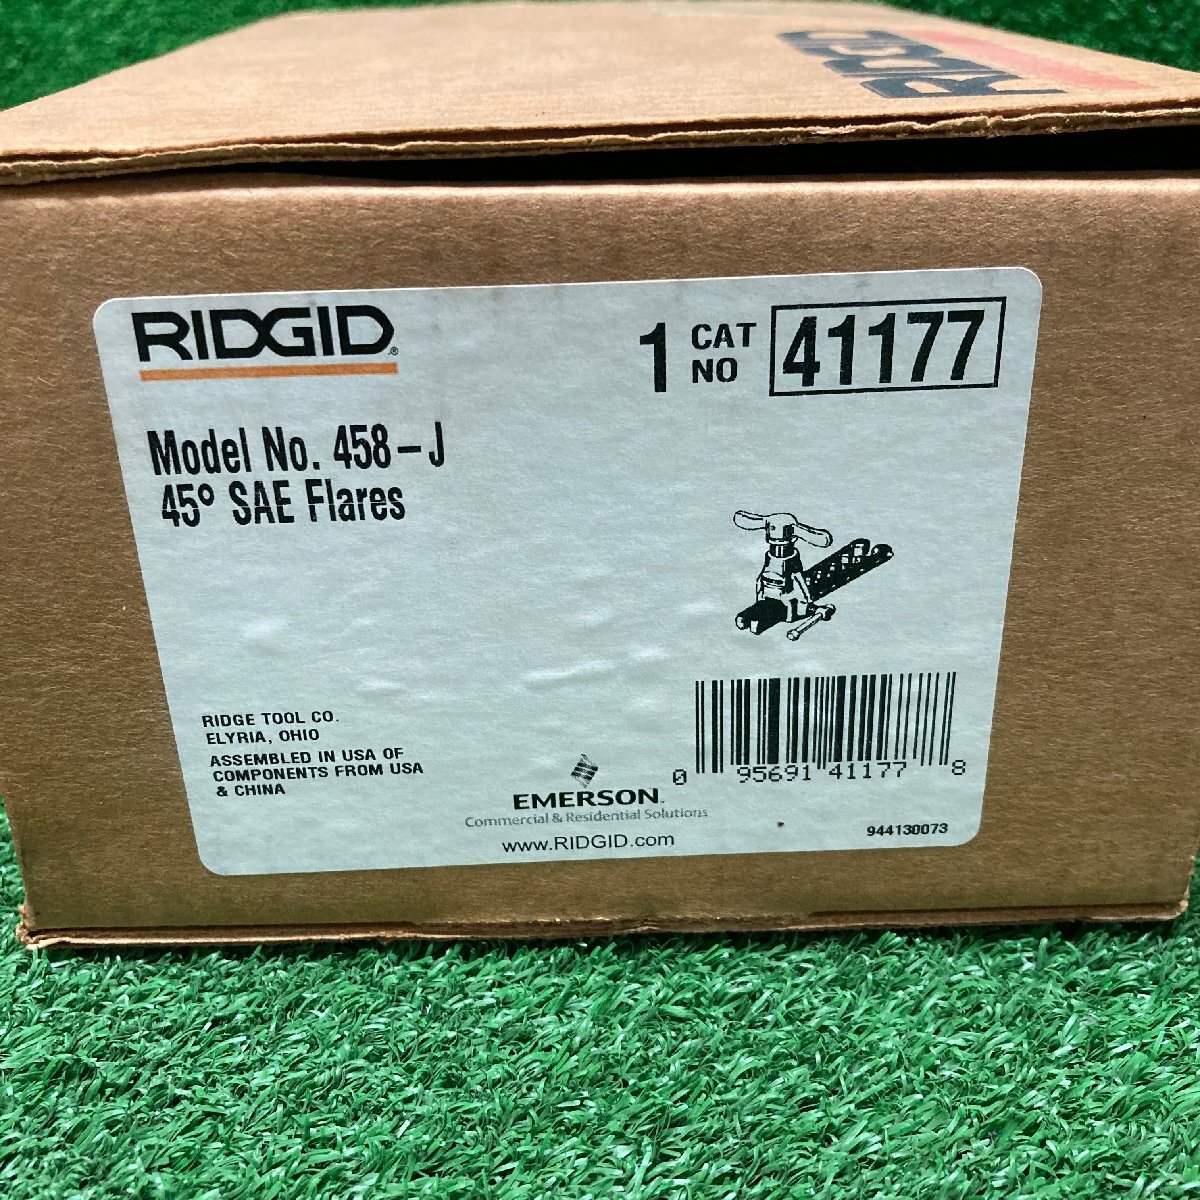 RIDGID
RIDGID®
1 CAT NO 41177
Model No. 458-J
45° SAE Flares
RIDGE TOOL CO.
ELYRIA, OHIO
ASSEMBLED IN USA OF
COMPONENTS FROM USA
& CHINA
EMERSON™
Commercial & Residential Solutions
www.RIDGID.com
0 95691 41177 8
944130073